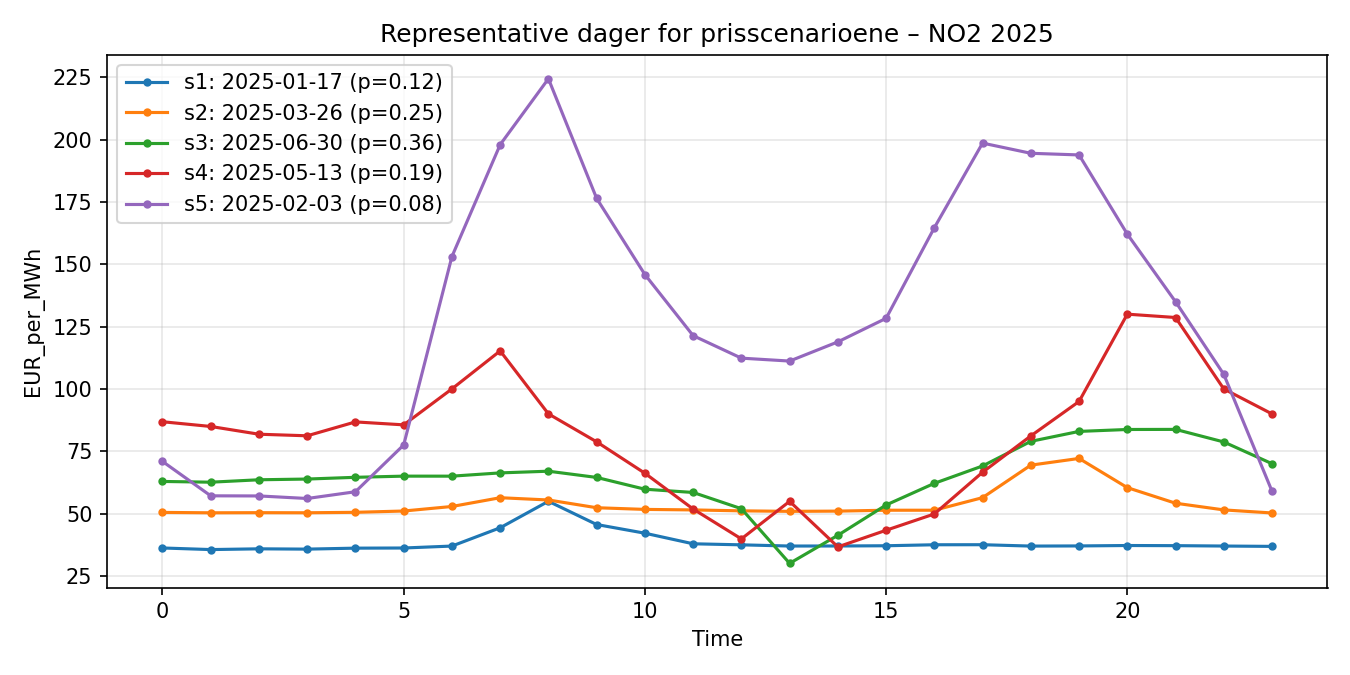 Representative dager for prisscenarioene – NO2 2025
s1: 2025-01-17 (p=0.12)
s2: 2025-03-26 (p=0.25)
s3: 2025-06-30 (p=0.36)
s4: 2025-05-13 (p=0.19)
s5: 2025-02-03 (p=0.08)
EUR_per_MWh
225
200
175
150
125
100
75
50
25
0 5 10 15 20
Time